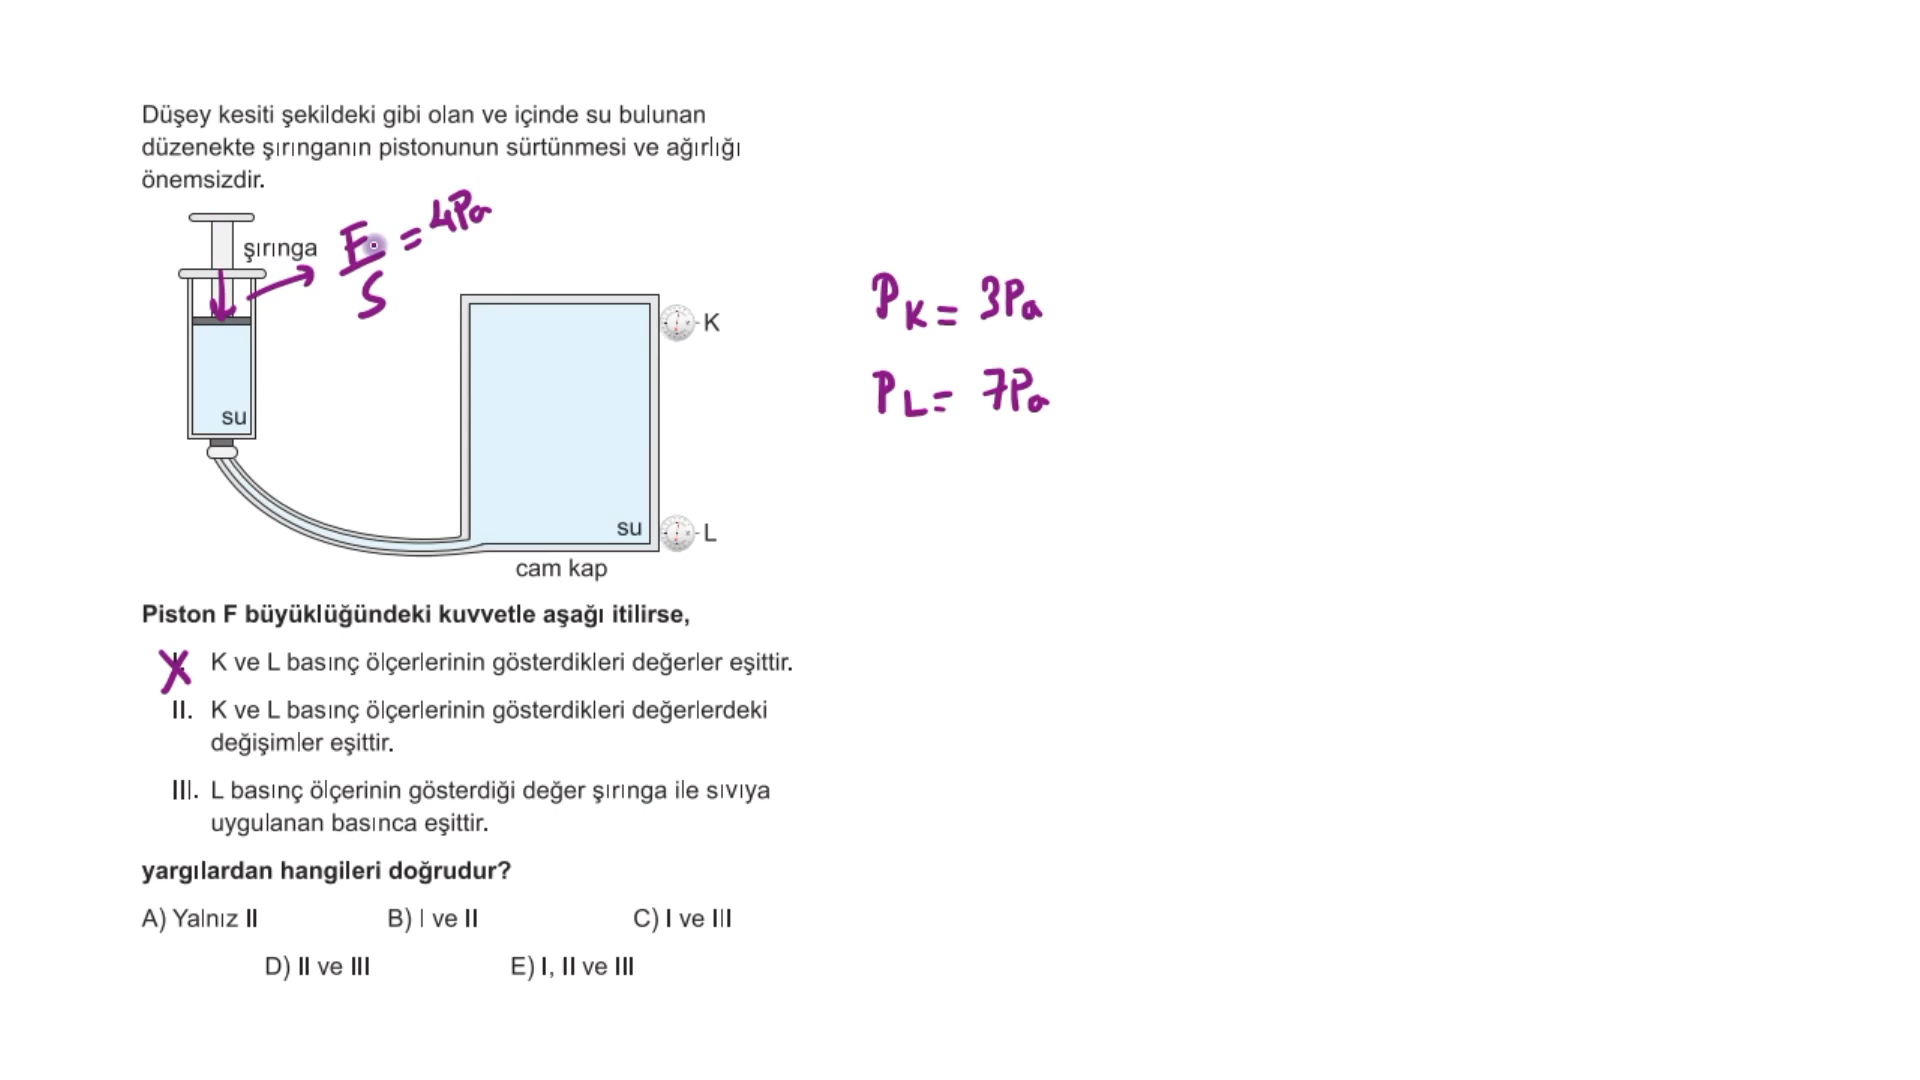 Düşey kesiti şekildeki gibi olan ve içinde su bulunan
düzenekte şırınganın pistonunun sürtünmesi ve ağırlığı
önemsizdir.
şırınga
F/S = 4Pa
K
su
su
L
cam kap
PK = 3Pa
PL = 7Pa
Piston F büyüklüğündeki kuvvetle aşağı itilirse,
I. K ve L basınç ölçerlerinin gösterdikleri değerler eşittir.
II. K ve L basınç ölçerlerinin gösterdikleri değerlerdeki
değişimler eşittir.
III. L basınç ölçerinin gösterdiği değer şırınga ile sıvıya
uygulanan basınca eşittir.
yargılardan hangileri doğrudur?
A) Yalnız II B) I ve II C) I ve III
D) II ve III E) I, II ve III